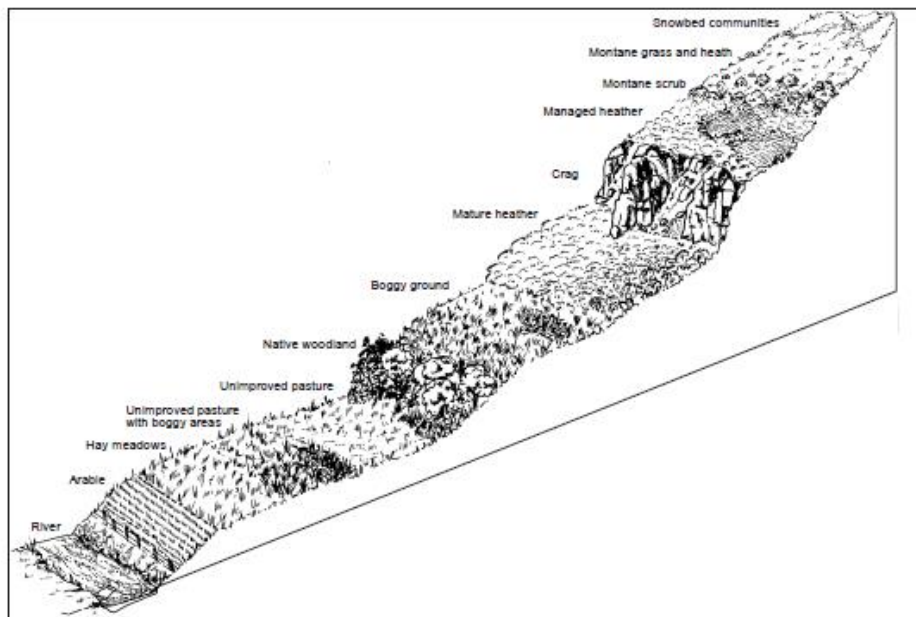 Snowbed communities
Montane grass and heath
Montane scrub
Managed heather
Crag
Mature heather
Boggy ground
Native woodland
Unimproved pasture
Unimproved pasture
with boggy areas
Hay meadows
Arable
River